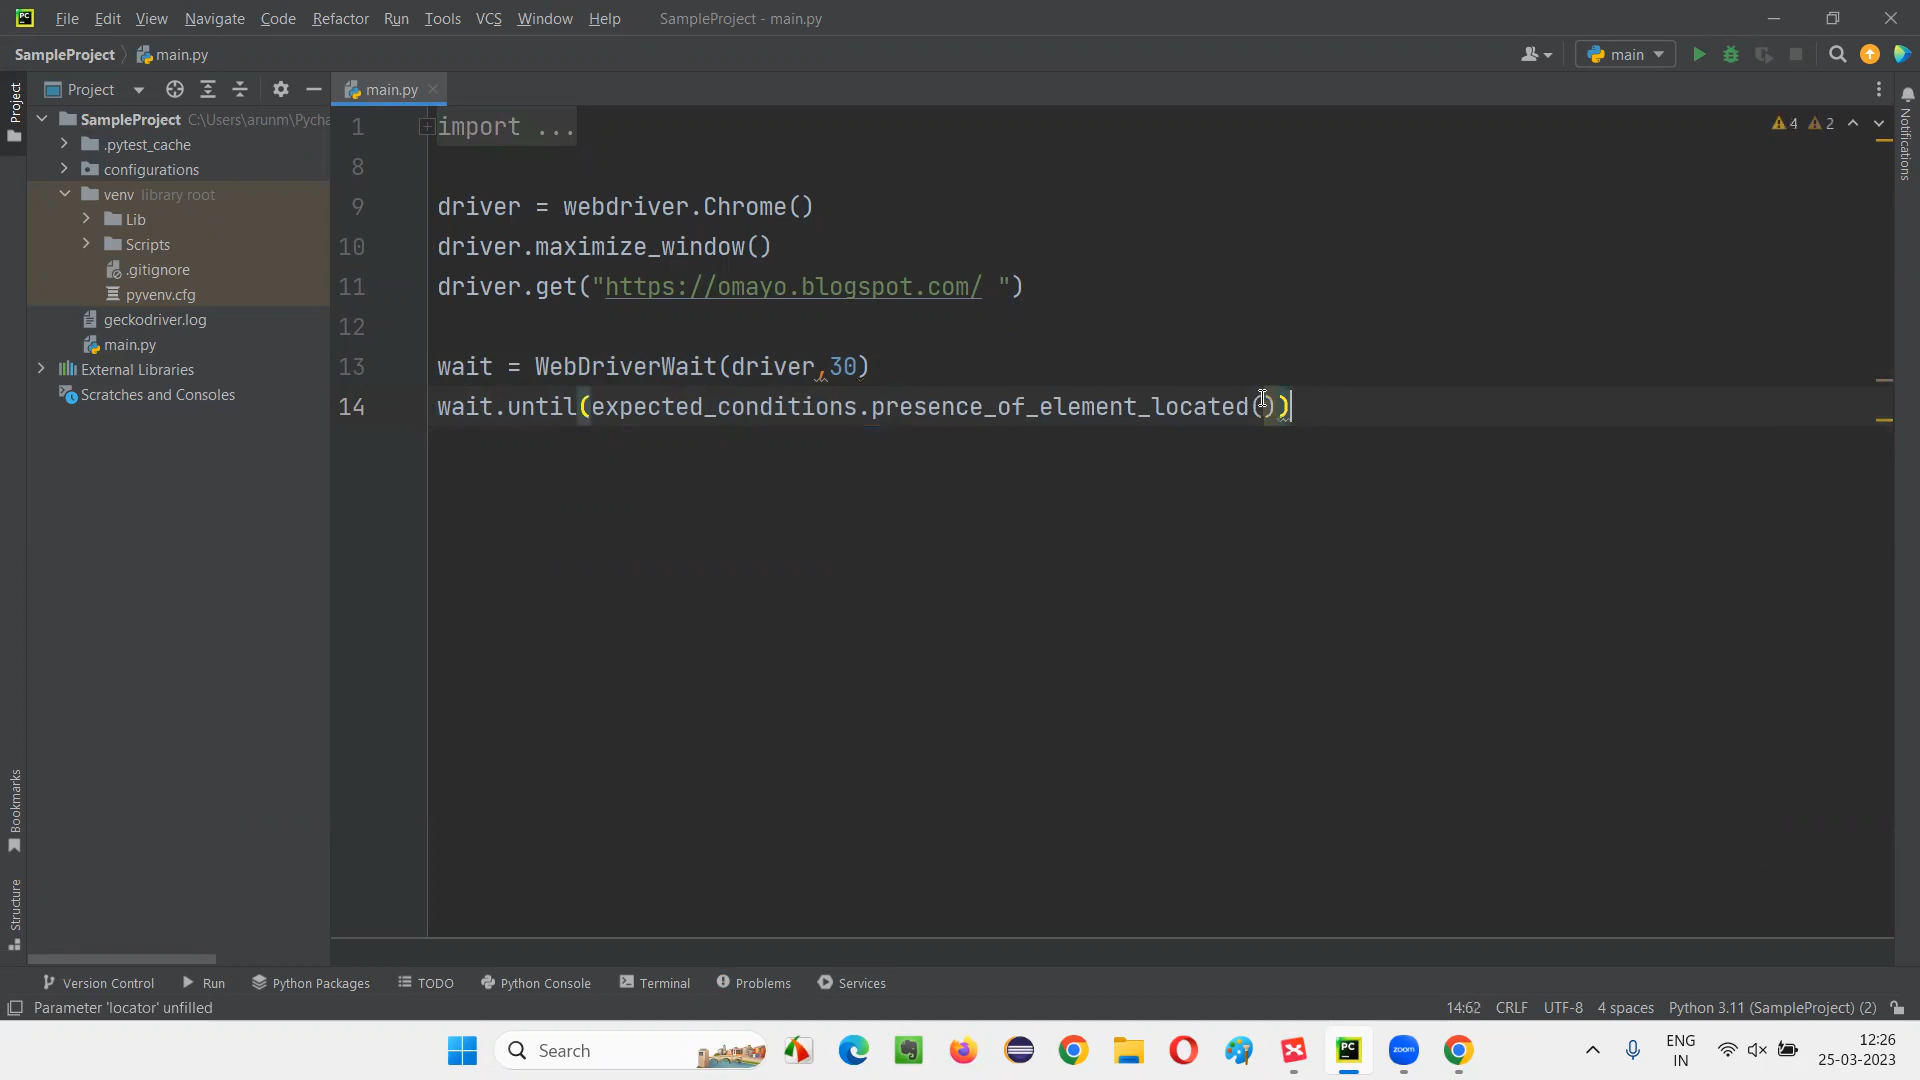 File Edit View Navigate Code Refactor Run Tools VCS Window Help SampleProject - main.py
SampleProject main.py main
Project main.py
Project
SampleProject C:\Users\arunm\Pycha
.pytest_cache
configurations
venv library root
Lib
Scripts
.gitignore
pyvenv.cfg
geckodriver.log
main.py
External Libraries
Scratches and Consoles
4 2
1 import ...
8
9 driver = webdriver.Chrome()
10 driver.maximize_window()
11 driver.get("https://omayo.blogspot.com/ ")
12
13 wait = WebDriverWait(driver,30)
14 wait.until(expected_conditions.presence_of_element_located())
Notifications
Bookmarks
Structure
Version Control Run Python Packages TODO Python Console Terminal Problems Services
Parameter 'locator' unfilled 14:62 CRLF UTF-8 4 spaces Python 3.11 (SampleProject) (2)
Search
PC
zoom
ENG
IN
12:26
25-03-2023